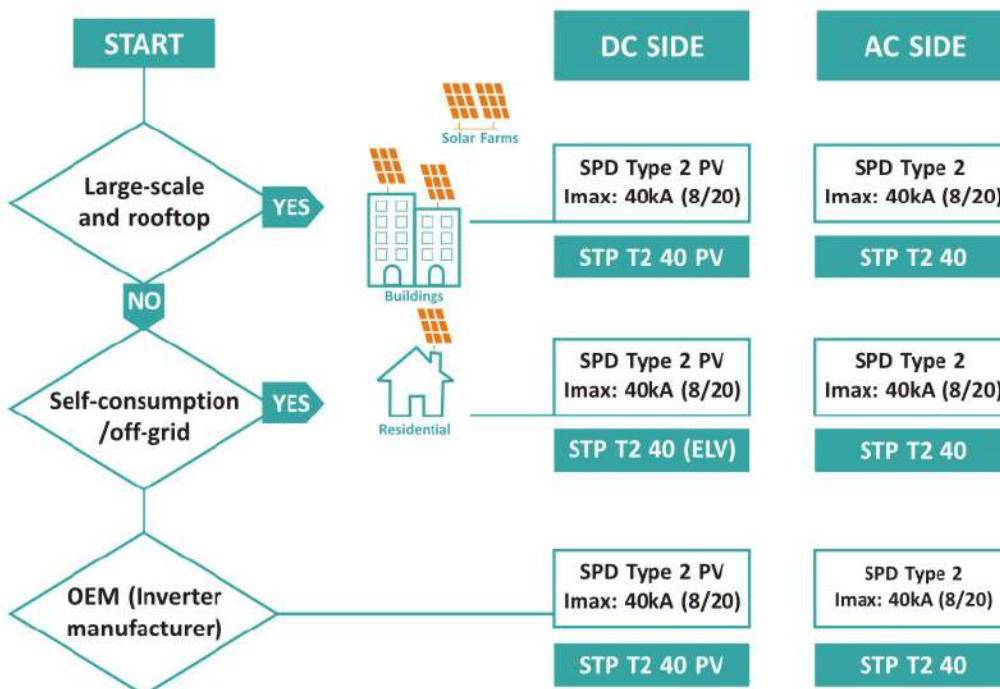 START
DC SIDE
AC SIDE
Solar Farms
Large-scale
and rooftop
YES
Buildings
SPD Type 2 PV
Imax: 40kA (8/20)
STP T2 40 PV
SPD Type 2
Imax: 40kA (8/20)
STP T2 40
NO
Self-consumption
/off-grid
YES
Residential
SPD Type 2 PV
Imax: 40kA (8/20)
STP T2 40 (ELV)
SPD Type 2
Imax: 40kA (8/20)
STP T2 40
OEM (Inverter
manufacturer)
SPD Type 2 PV
Imax: 40kA (8/20)
STP T2 40 PV
SPD Type 2
Imax: 40kA (8/20)
STP T2 40